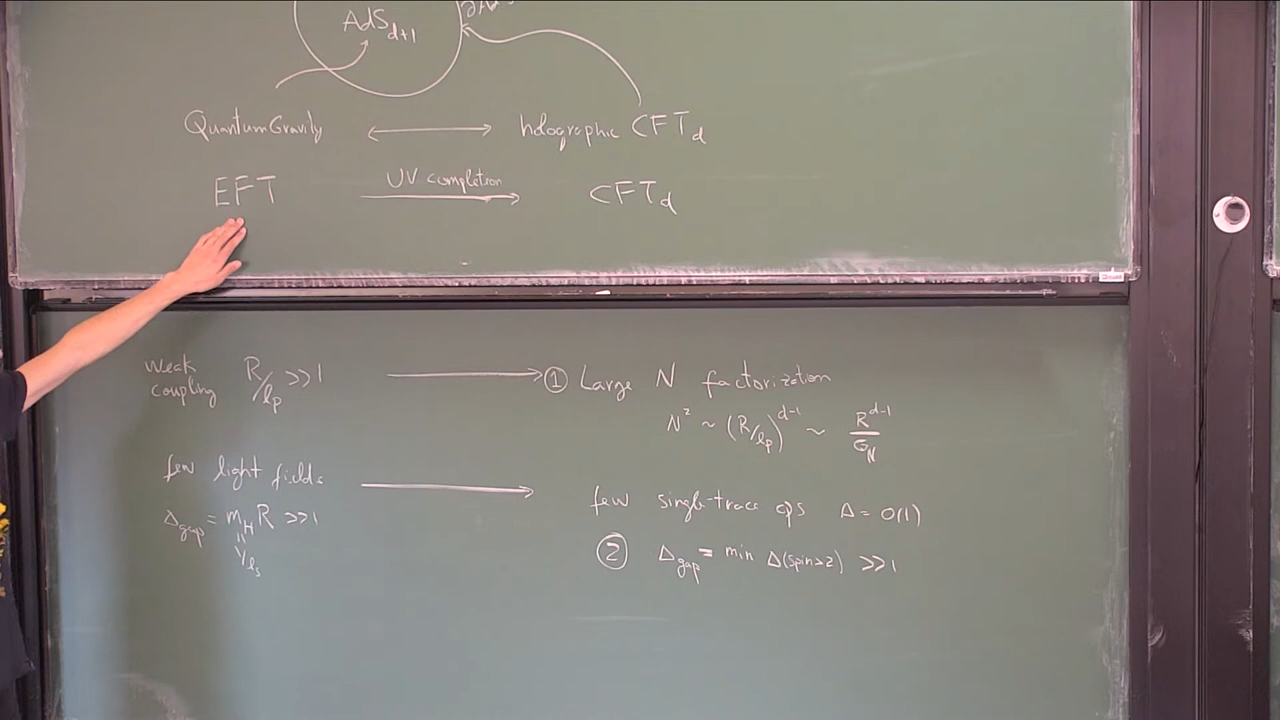 AdS_{d+1}
QuantumGravity ⟷ holographic CFT_d
EFT UV completion ⟶ CFT_d
Weak coupling R/ℓ_p >> 1 ⟶ ① Large N factorization
N² ~ (R/ℓ_p)^{d-1} ~ R^{d-1}/G_N
few light fields ⟶ few single-trace ops Δ = O(1)
Δ_gap = m_H R >> 1
② Δ_gap = min Δ(spin>2) >> 1
= 1/ℓ_s